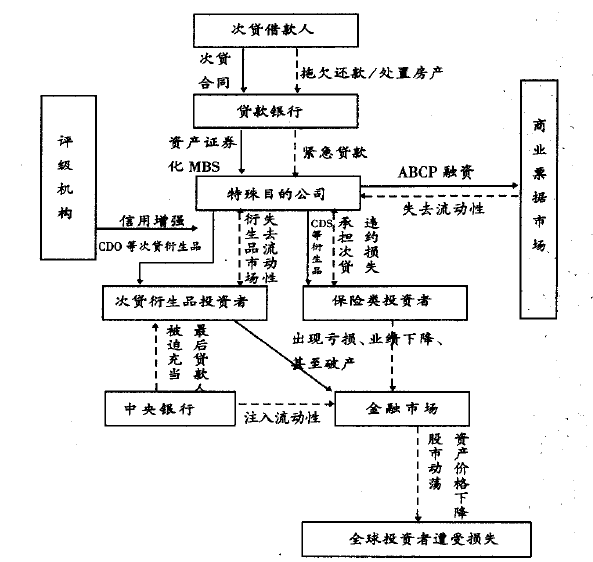 次贷借款人
次贷
合同
拖欠还款/处置房产
贷款银行
评级机构
商业票据市场
资产证券
化 MBS
紧急贷款
特殊目的公司
ABCP 融资
失去流动性
信用增强
CDO 等次贷衍生品
衍生品市场
失去流动性
CDS
等衍生品
承担次贷
违约损失
次贷衍生品投资者
保险类投资者
被迫充当
最后贷款人
出现亏损、业绩下降、
甚至破产
中央银行
注入流动性
金融市场
股市动荡
资产价格下降
全球投资者遭受损失